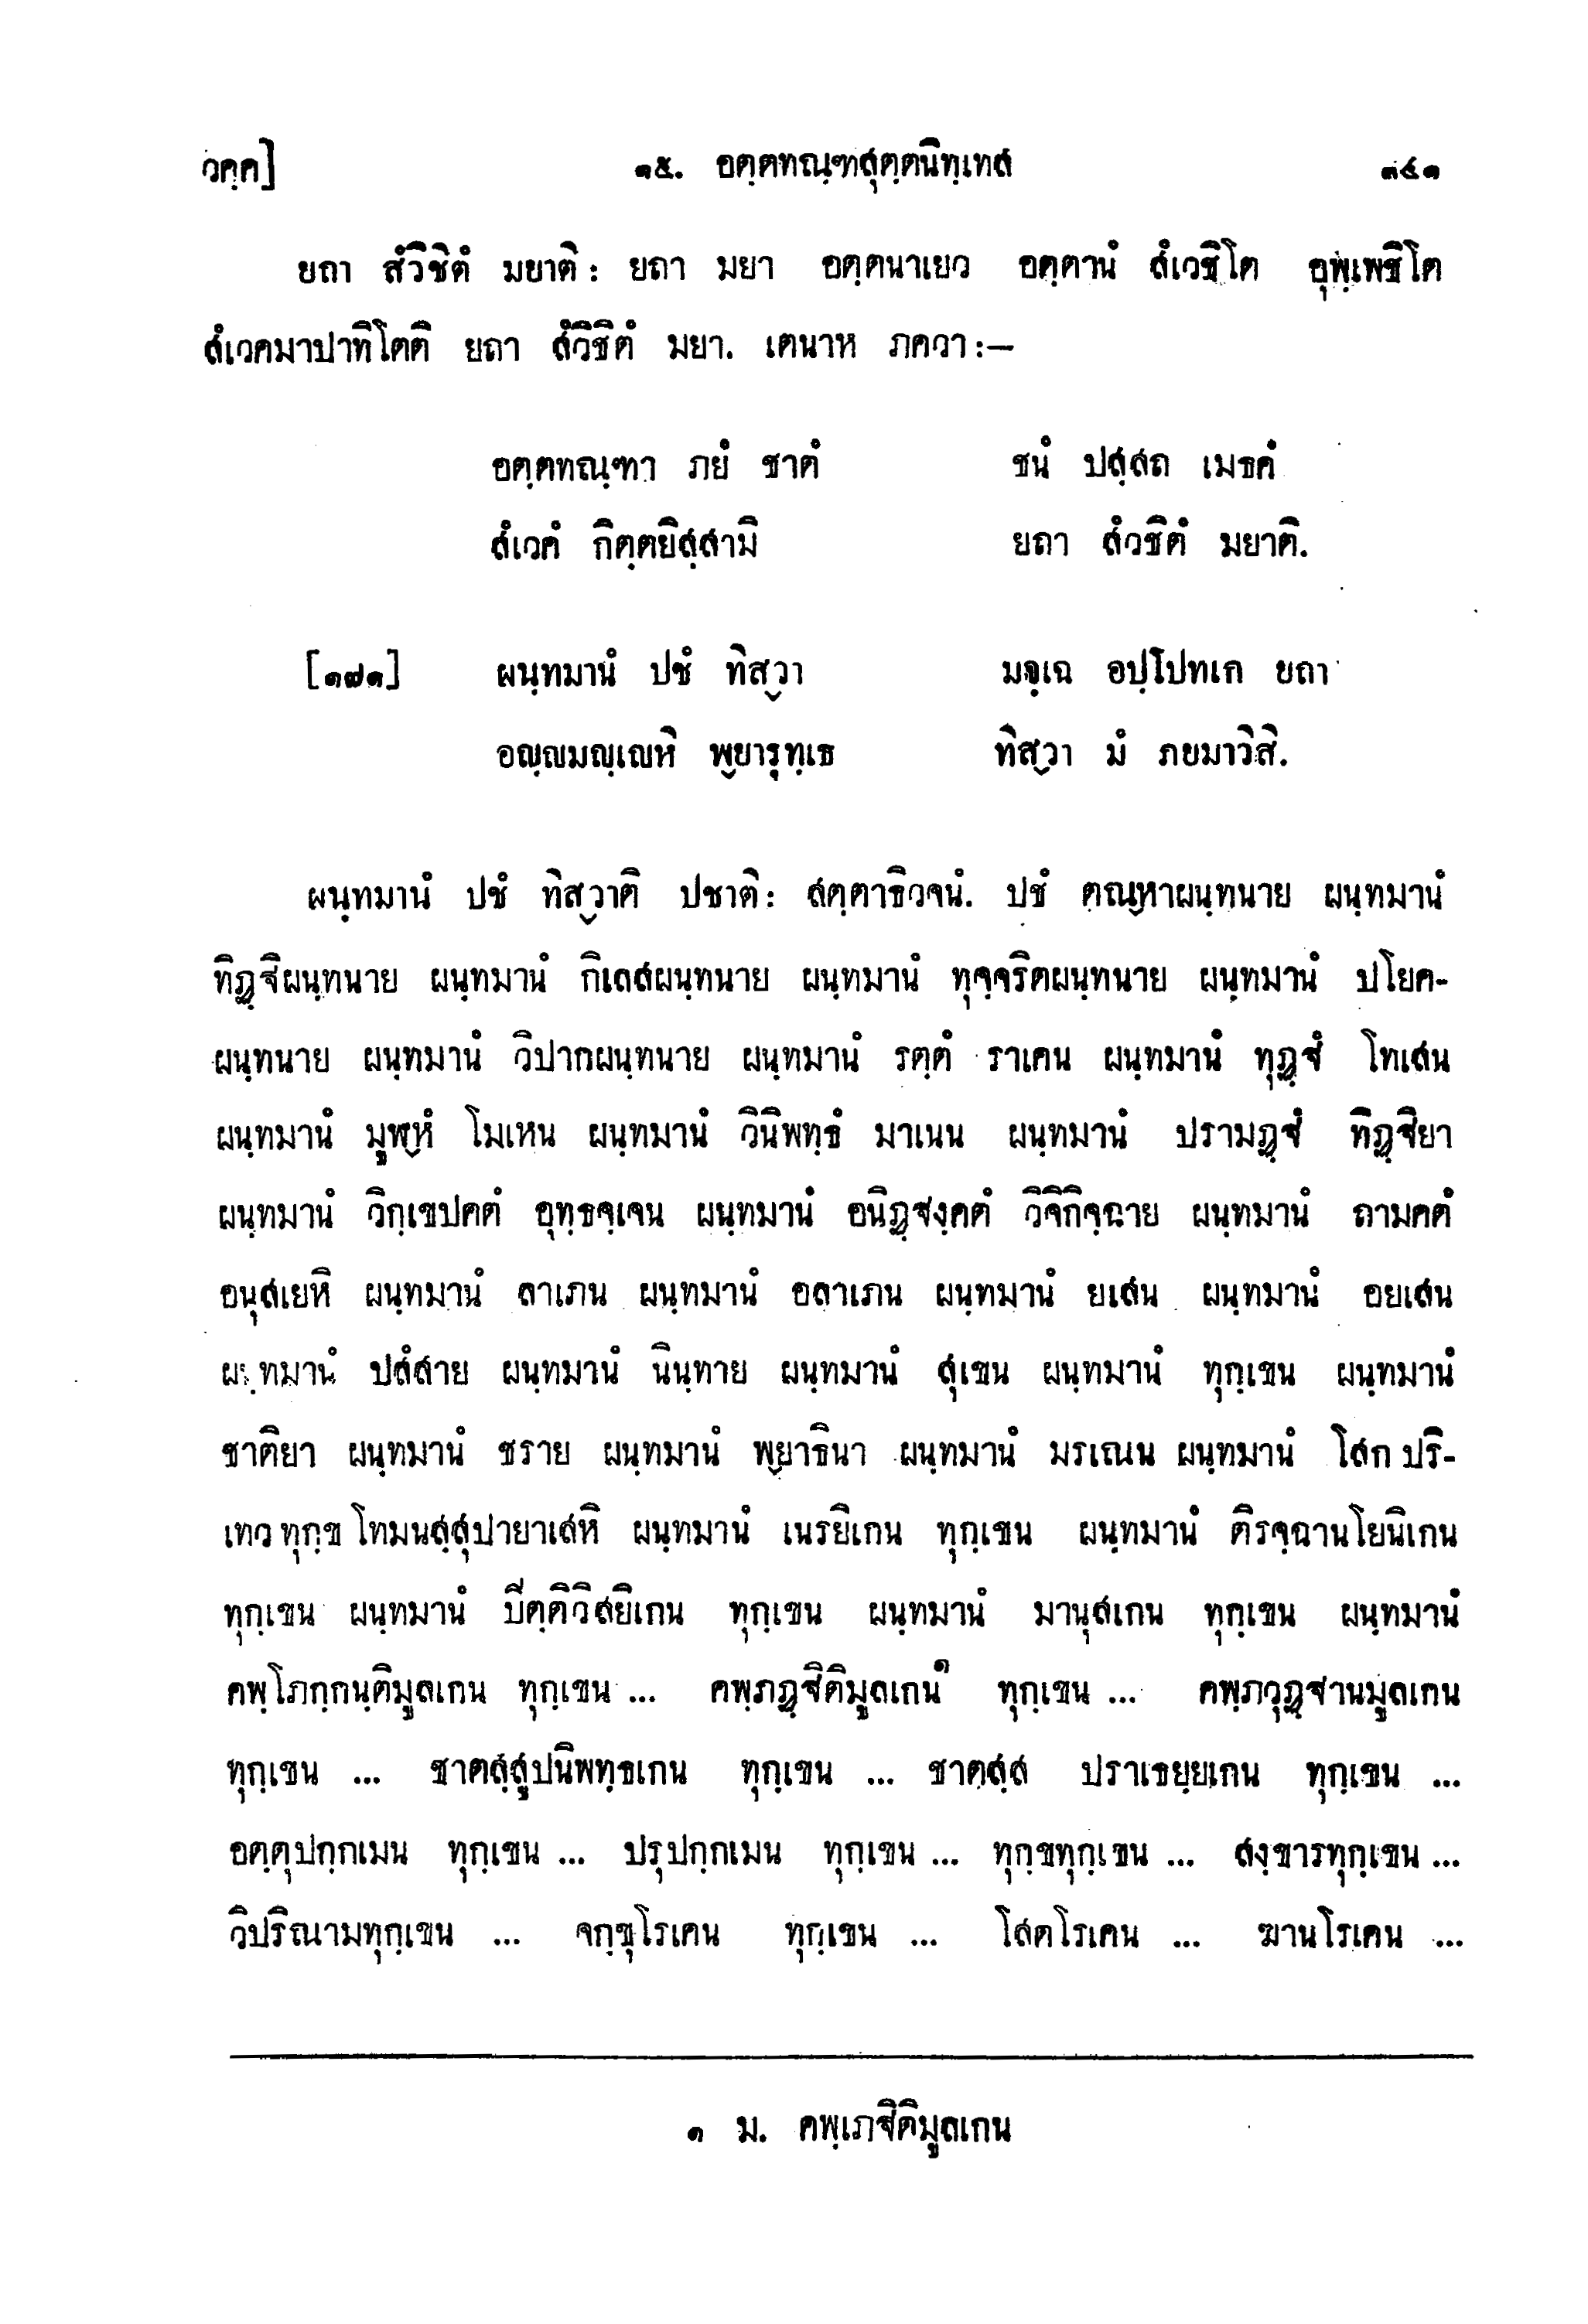 วคฺค] ๑๕. อตฺตทณฺฑสุตฺตนิทฺเทส ๓๔๑
ยถา สํวิชิตํ มยาติ: ยถา มยา อตฺตนาเยว อตฺตานํ สํเวชิโต อุพฺเพชิโต
สํเวคมาปาทิโตติ ยถา สํวิชิตํ มยา. เตนาห ภควา:—
อตฺตทณฺฑา ภยํ ชาตํ ชนํ ปสฺสถ เมธคํ
สํเวคํ กิตฺตยิสฺสามิ ยถา สํวชิตํ มยาติ.
[๑๗๑] ผนฺทมานํ ปชํ ทิสฺวา มจฺเฉ อปฺโปทเก ยถา
อญฺญมญฺเญหิ พฺยารุทฺเธ ทิสฺวา มํ ภยมาวิสิ.
ผนฺทมานํ ปชํ ทิสฺวาติ ปชาติ: สตฺตาธิวจนํ. ปชํ ตณฺหาผนฺทนาย ผนฺทมานํ
ทิฏฺฐิผนฺทนาย ผนฺทมานํ กิเลสผนฺทนาย ผนฺทมานํ ทุจฺจริตผนฺทนาย ผนฺทมานํ ปโยค-
ผนฺทนาย ผนฺทมานํ วิปากผนฺทนาย ผนฺทมานํ รตฺตํ ราเคน ผนฺทมานํ ทุฏฺฐํ โทเสน
ผนฺทมานํ มูฬฺหํ โมเหน ผนฺทมานํ วินิพทฺธํ มาเนน ผนฺทมานํ ปรามฏฺฐํ ทิฏฺฐิยา
ผนฺทมานํ วิกฺเขปคตํ อุทฺธจฺเจน ผนฺทมานํ อนิฏฺฐงฺคตํ วิจิกิจฺฉาย ผนฺทมานํ ถามคตํ
อนุสเยหิ ผนฺทมานํ ลาเภน ผนฺทมานํ อลาเภน ผนฺทมานํ ยเสน ผนฺทมานํ อยเสน
ผนฺทมานํ ปสํสาย ผนฺทมานํ นินฺทาย ผนฺทมานํ สุเขน ผนฺทมานํ ทุกฺเขน ผนฺทมานํ
ชาติยา ผนฺทมานํ ชราย ผนฺทมานํ พฺยาธินา ผนฺทมานํ มรเณน ผนฺทมานํ โสก ปริ-
เทว ทุกฺข โทมนสฺสุปายาเสหิ ผนฺทมานํ เนรยิเกน ทุกฺเขน ผนฺทมานํ ติรจฺฉานโยนิเกน
ทุกฺเขน ผนฺทมานํ ปีตฺติวิสยิเกน ทุกฺเขน ผนฺทมานํ มานุสเกน ทุกฺเขน ผนฺทมานํ
คพฺโภกฺกนฺติมูลเกน ทุกฺเขน ... คพฺภฏฺฐิติมูลเกน๑ ทุกฺเขน ... คพฺภวุฏฺฐานมูลเกน
ทุกฺเขน ... ชาตสฺสูปนิพทฺธเกน ทุกฺเขน ... ชาตสฺส ปราเธยฺยเกน ทุกฺเขน ...
อตฺตุปกฺกเมน ทุกฺเขน ... ปรุปกฺกเมน ทุกฺเขน ... ทุกฺขทุกฺเขน ... สงฺขารทุกฺเขน ...
วิปริณามทุกฺเขน ... จกฺขุโรเคน ทุกฺเขน ... โสตโรเคน ... ฆานโรเคน ...
๑ ม. คพฺเภฐิติมูลเกน